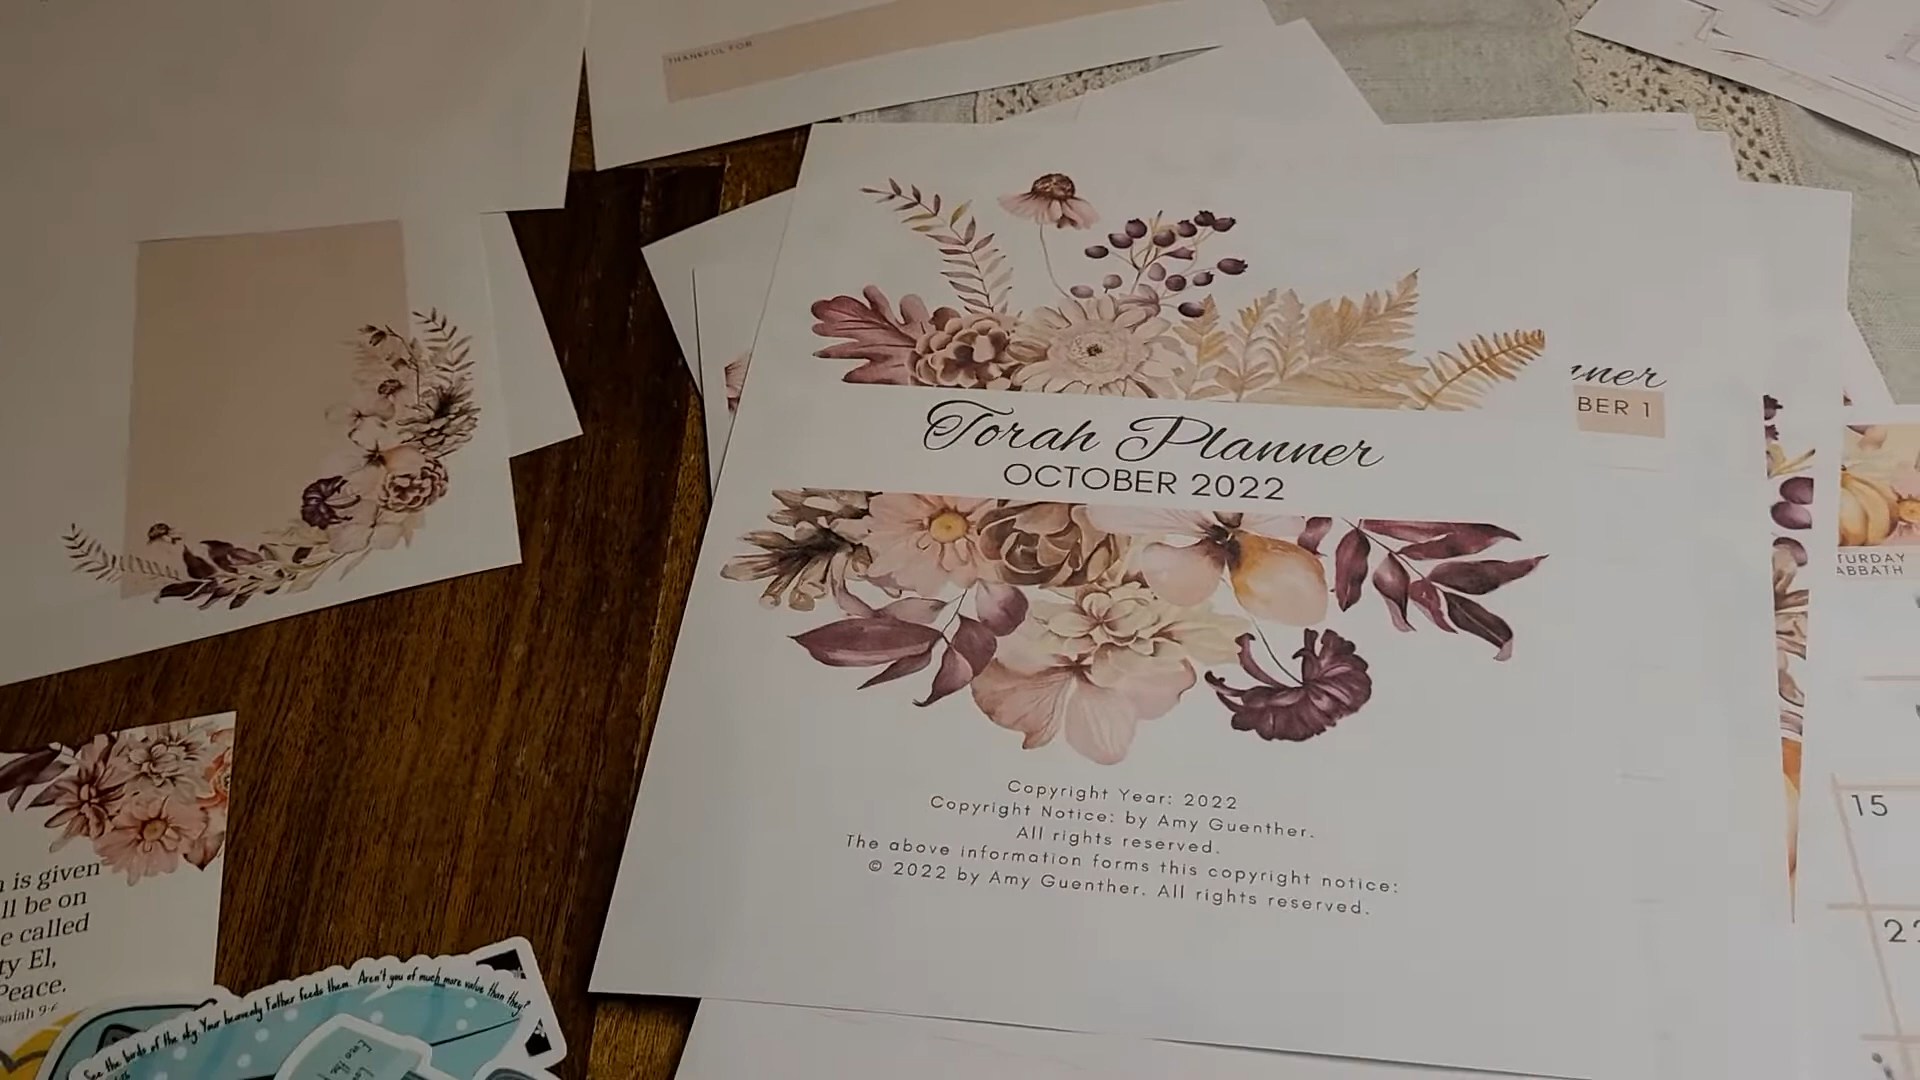 THANKFUL FOR
Torah Planner
OCTOBER 2022
Copyright Year: 2022
Copyright Notice: by Amy Guenther.
All rights reserved.
The above information forms this copyright notice:
© 2022 by Amy Guenther. All rights reserved.
nner
BER 1
TURDAY
ABBATH
15
is given
ll be on
e called
ty El,
Peace.
saiah 9:6
See the birds of the sky. Your heavenly Father feeds them. Aren't you of much more value than they?